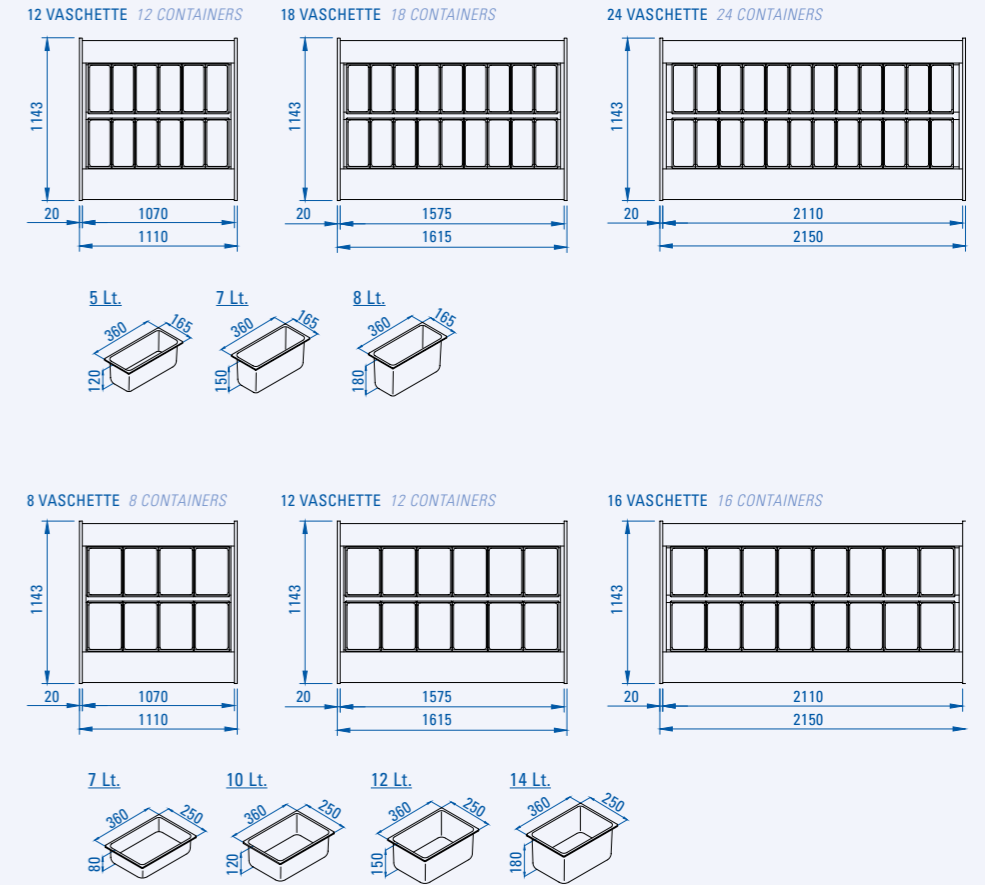 12 VASCHETTE 12 CONTAINERS 18 VASCHETTE 18 CONTAINERS 24 VASCHETTE 24 CONTAINERS
1143 1143 1143
20 1070 20 1575 20 2110
1110 1615 2150
5 Lt. 7 Lt. 8 Lt.
360 165 360 165 360 165
120 150 180
8 VASCHETTE 8 CONTAINERS 12 VASCHETTE 12 CONTAINERS 16 VASCHETTE 16 CONTAINERS
1143 1143 1143
20 1070 20 1575 20 2110
1110 1615 2150
7 Lt. 10 Lt. 12 Lt. 14 Lt.
360 250 360 250 360 250 360 250
80 120 150 180